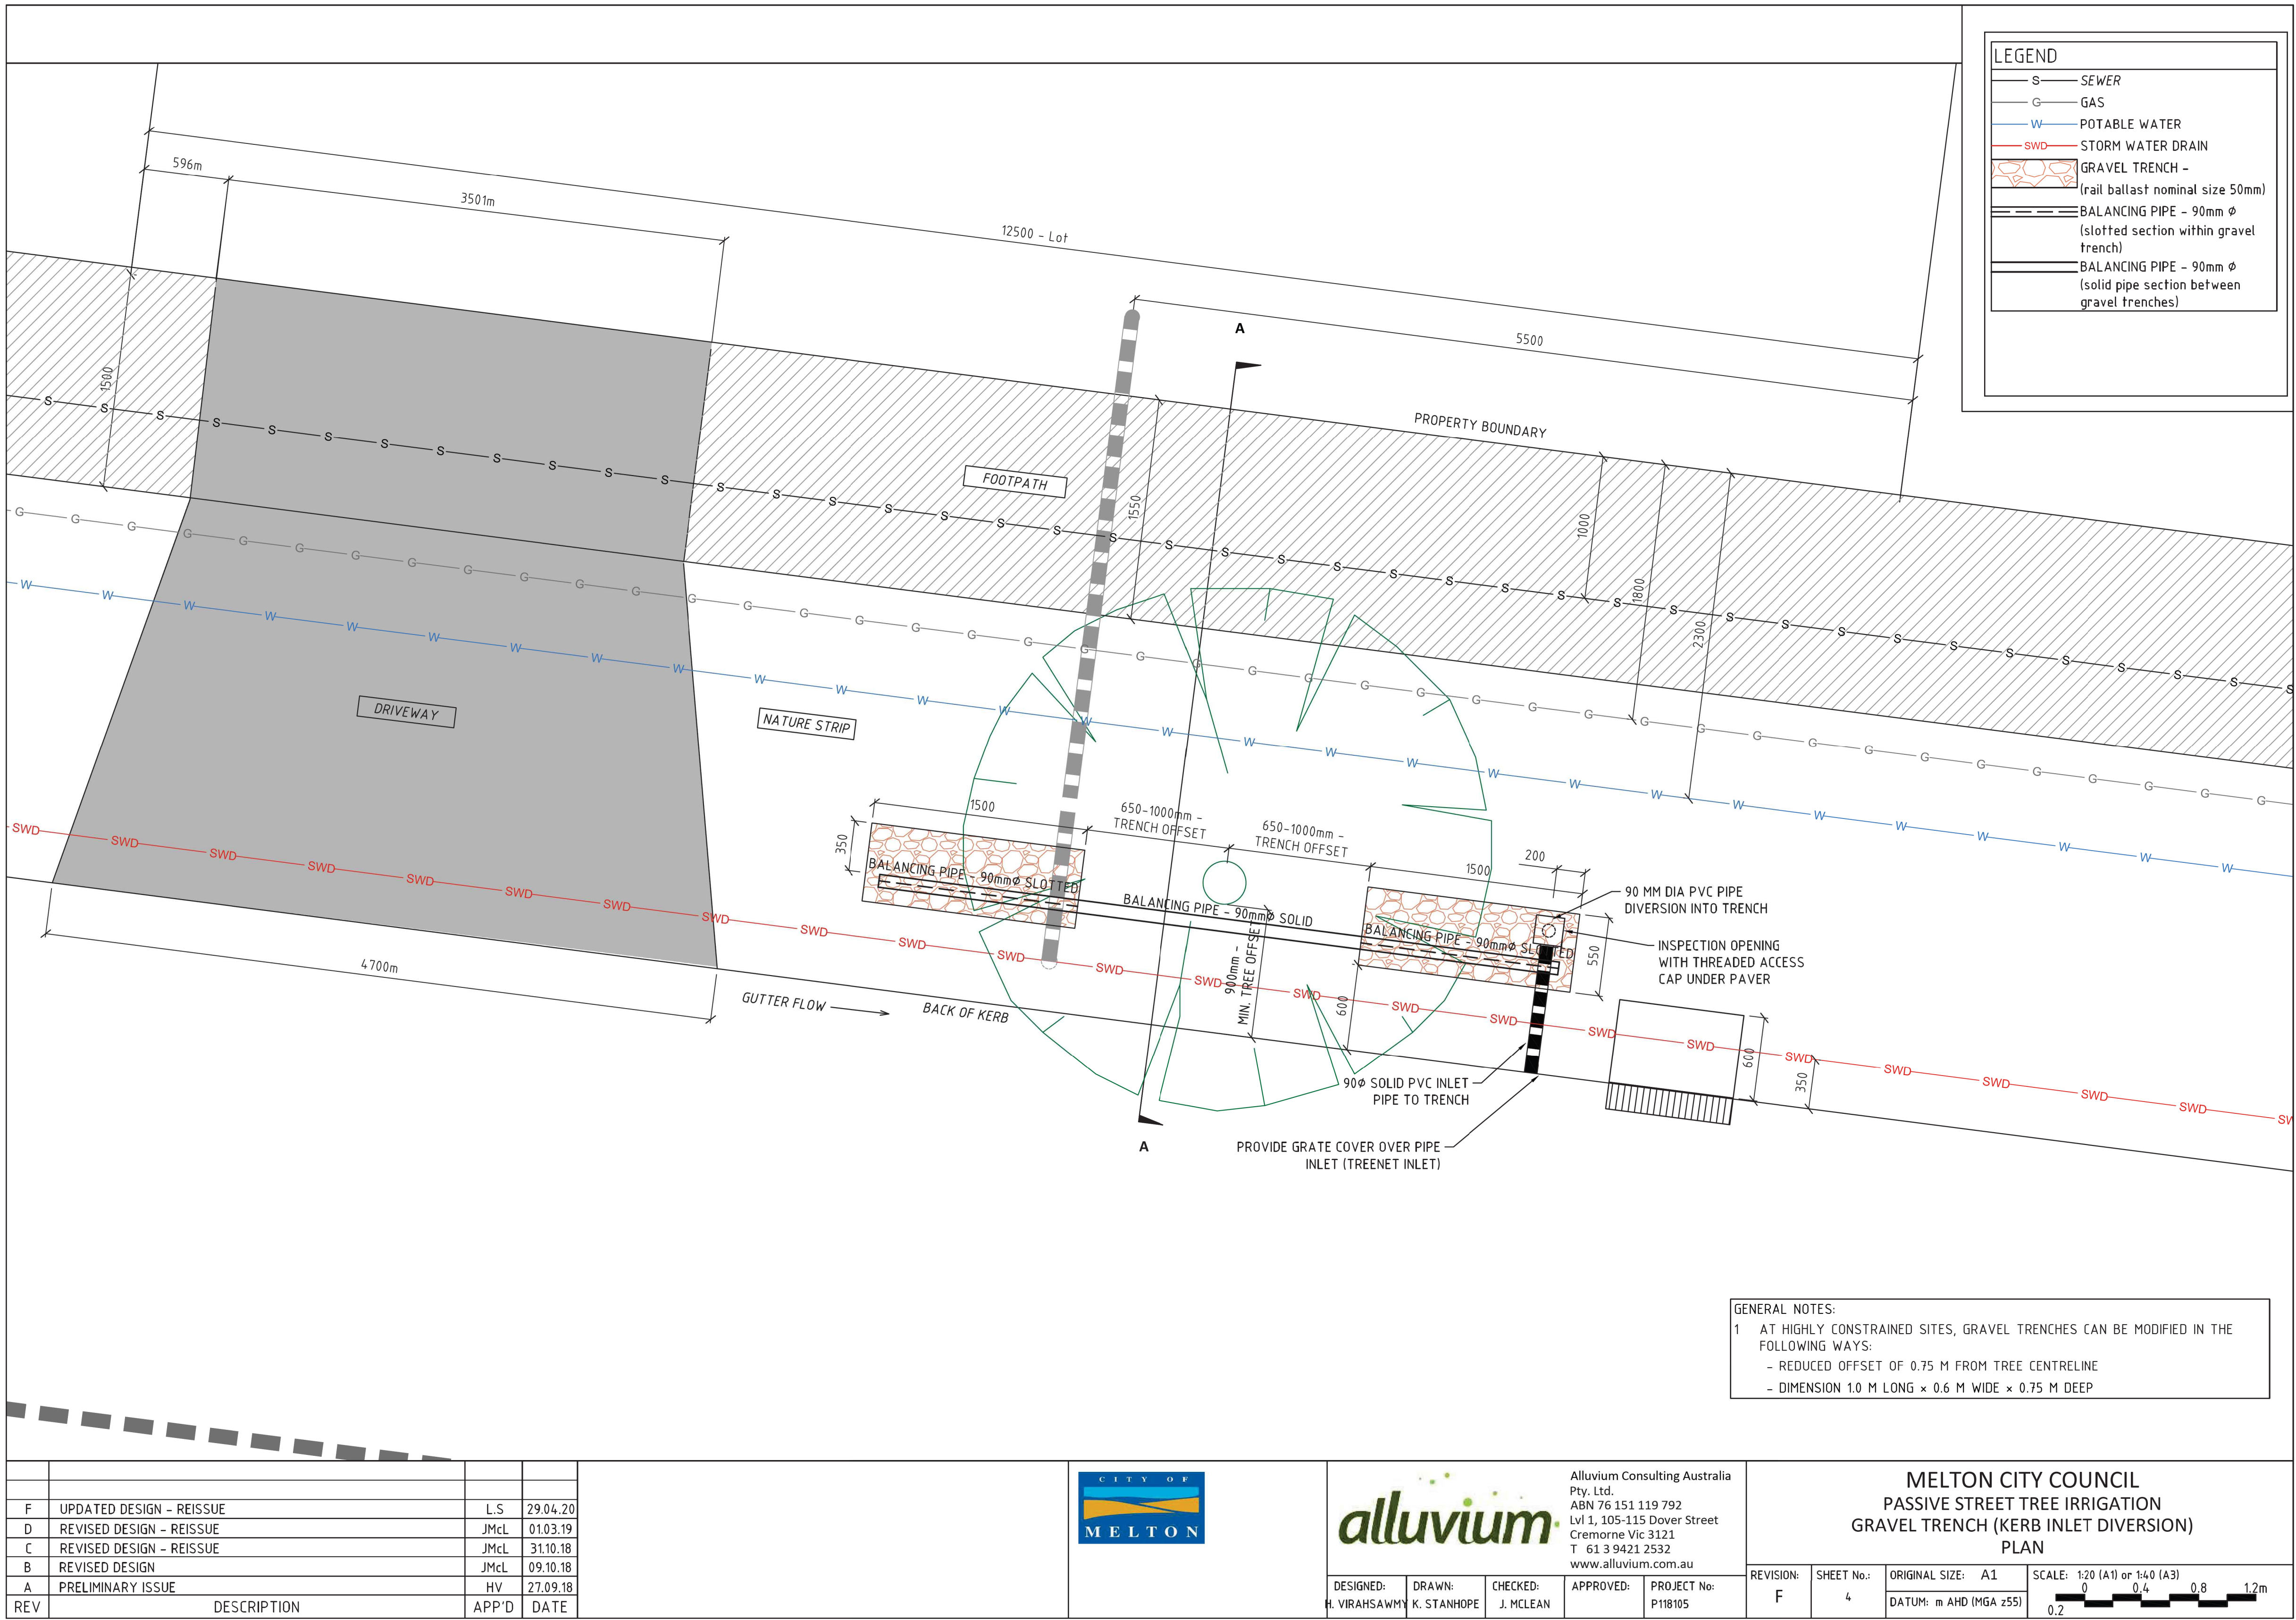 LEGEND
S SEWER
G GAS
W POTABLE WATER
SWD STORM WATER DRAIN
GRAVEL TRENCH -
(rail ballast nominal size 50mm)
BALANCING PIPE - 90mm Ø
(slotted section within gravel
trench)
BALANCING PIPE - 90mm Ø
(solid pipe section between
gravel trenches)
596m
3501m
12500 - Lot
5500
A
1500
PROPERTY BOUNDARY
FOOTPATH
1550
1000
1800
2300
DRIVEWAY
NATURE STRIP
1500
650-1000mm -
TRENCH OFFSET
650-1000mm -
TRENCH OFFSET
350
1500
200
BALANCING PIPE - 90mmØ SLOTTED
BALANCING PIPE - 90mmØ SOLID
BALANCING PIPE - 90mmØ SLOTTED
90 MM DIA PVC PIPE
DIVERSION INTO TRENCH
INSPECTION OPENING
WITH THREADED ACCESS
CAP UNDER PAVER
550
900mm -
MIN. TREE OFFSET
600
4700m
GUTTER FLOW
BACK OF KERB
600
350
90Ø SOLID PVC INLET
PIPE TO TRENCH
A
PROVIDE GRATE COVER OVER PIPE
INLET (TREENET INLET)
GENERAL NOTES:
1 AT HIGHLY CONSTRAINED SITES, GRAVEL TRENCHES CAN BE MODIFIED IN THE
FOLLOWING WAYS:
- REDUCED OFFSET OF 0.75 M FROM TREE CENTRELINE
- DIMENSION 1.0 M LONG × 0.6 M WIDE × 0.75 M DEEP
F UPDATED DESIGN - REISSUE L.S 29.04.20
D REVISED DESIGN - REISSUE JMcL 01.03.19
C REVISED DESIGN - REISSUE JMcL 31.10.18
B REVISED DESIGN JMcL 09.10.18
A PRELIMINARY ISSUE HV 27.09.18
REV DESCRIPTION APP'D DATE
CITY OF
MELTON
alluvium
Alluvium Consulting Australia
Pty. Ltd.
ABN 76 151 119 792
Lvl 1, 105-115 Dover Street
Cremorne Vic 3121
T 61 3 9421 2532
www.alluvium.com.au
DESIGNED: DRAWN: CHECKED: APPROVED: PROJECT No:
H. VIRAHSAWMY K. STANHOPE J. MCLEAN P118105
MELTON CITY COUNCIL
PASSIVE STREET TREE IRRIGATION
GRAVEL TRENCH (KERB INLET DIVERSION)
PLAN
REVISION: F
SHEET No.: 4
ORIGINAL SIZE: A1
DATUM: m AHD (MGA z55)
SCALE: 1:20 (A1) or 1:40 (A3)
0 0.4 0.8 1.2m
0.2